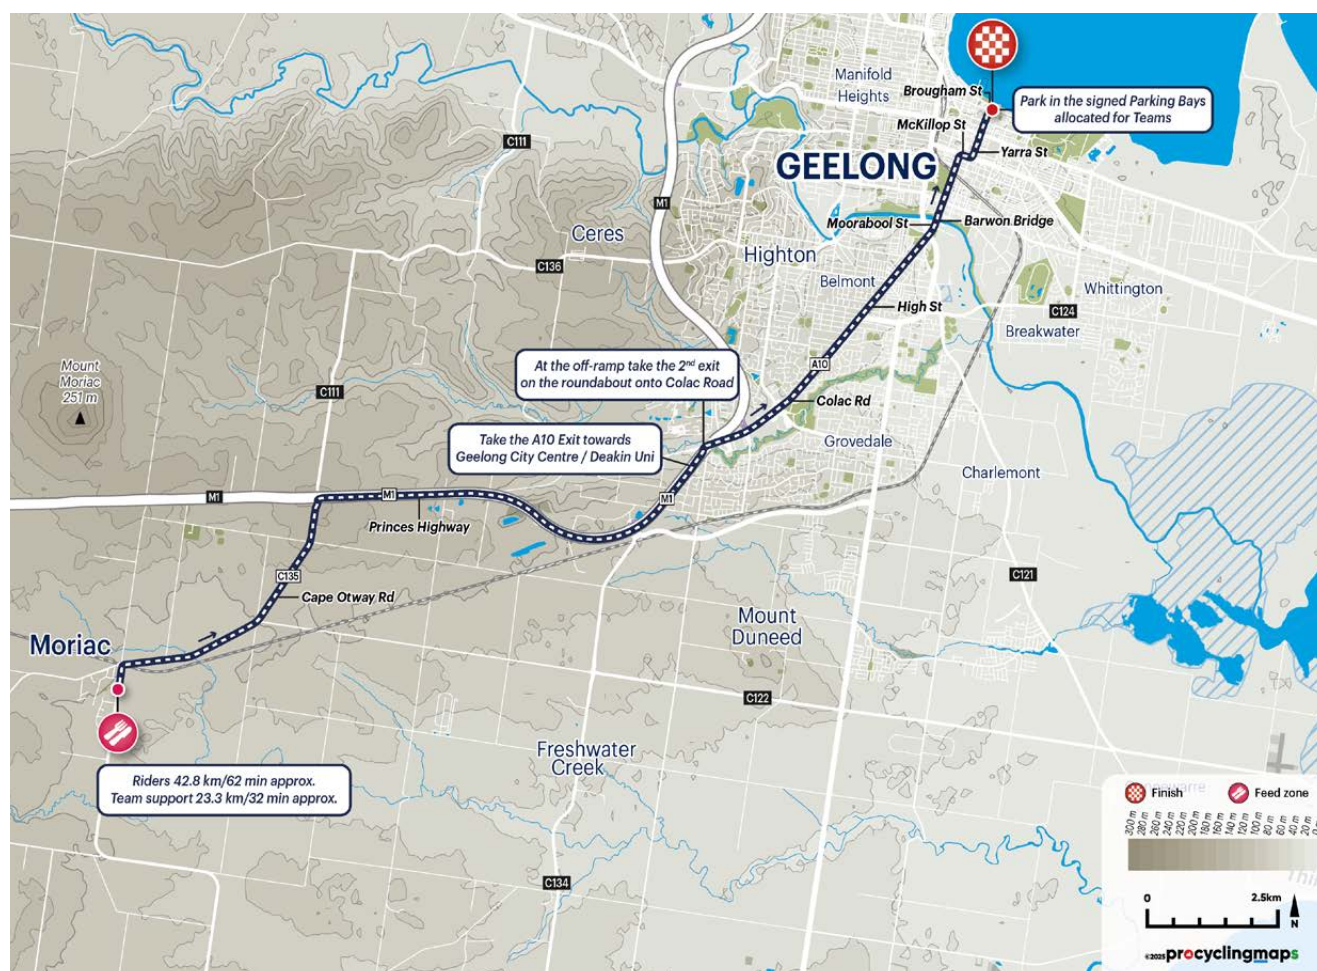 Manifold
Heights
Brougham St
Park in the signed Parking Bays
allocated for Teams
McKillop St
C111
Yarra St
GEELONG
M1
Moorabool St
Barwon Bridge
Ceres
Highton
C136
Belmont
Whittington
High St
C124
Breakwater
At the off-ramp take the 2nd exit
on the roundabout onto Colac Road
A10
Mount
Moriac
251 m
C111
Colac Rd
Take the A10 Exit towards
Geelong City Centre / Deakin Uni
Grovedale
Charlemont
M1
M1
M1
Princes Highway
C135
Cape Otway Rd
C121
Mount
Duneed
Moriac
C122
Freshwater
Creek
Riders 42.8 km/62 min approx.
Team support 23.3 km/32 min approx.
C134
Finish
Feed zone
300 m
280 m
260 m
240 m
220 m
200 m
180 m
160 m
140 m
120 m
100 m
80 m
60 m
40 m
20 m
0
2.5km
N
©2025 procyclingmaps